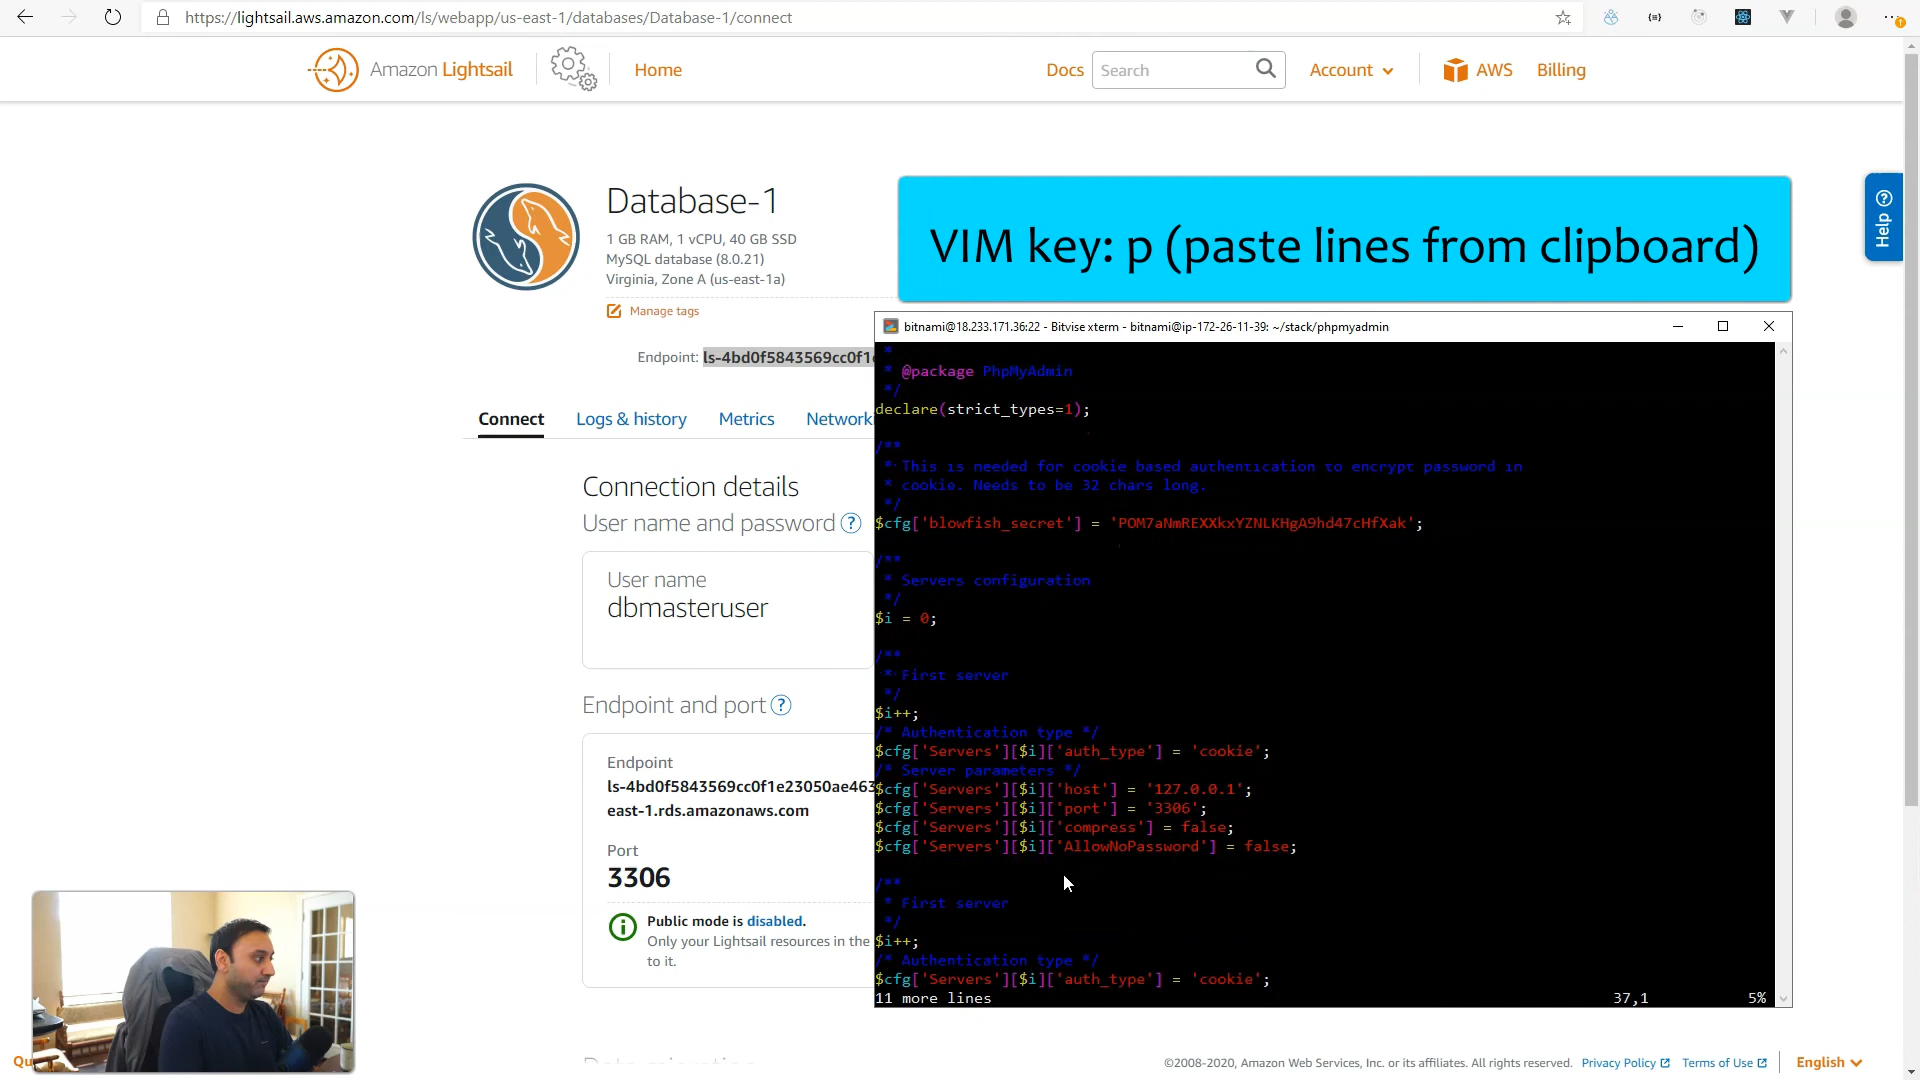 https://lightsail.aws.amazon.com/ls/webapp/us-east-1/databases/Database-1/connect
Amazon Lightsail
Home
Docs
Search
Account
AWS
Billing
Help
Database-1
1 GB RAM, 1 vCPU, 40 GB SSD
MySQL database (8.0.21)
Virginia, Zone A (us-east-1a)
Manage tags
Endpoint: ls-4bd0f5843569cc0f1e
VIM key: p (paste lines from clipboard)
Connect
Logs & history
Metrics
Network
Connection details
User name and password ?
User name
dbmasteruser
Endpoint and port ?
Endpoint
ls-4bd0f5843569cc0f1e23050ae463
east-1.rds.amazonaws.com
Port
3306
Public mode is disabled.
Only your Lightsail resources in the
to it.
bitnami@18.233.171.36:22 - Bitvise xterm - bitnami@ip-172-26-11-39: ~/stack/phpmyadmin
*
* @package PhpMyAdmin
*/
declare(strict_types=1);
/**
* This is needed for cookie based authentication to encrypt password in
* cookie. Needs to be 32 chars long.
*/
$cfg['blowfish_secret'] = 'POM7aNmREXXkxYZNLKHgA9hd47cHfXak';
/**
* Servers configuration
*/
$i = 0;
/**
* First server
*/
$i++;
/* Authentication type */
$cfg['Servers'][$i]['auth_type'] = 'cookie';
/* Server parameters */
$cfg['Servers'][$i]['host'] = '127.0.0.1';
$cfg['Servers'][$i]['port'] = '3306';
$cfg['Servers'][$i]['compress'] = false;
$cfg['Servers'][$i]['AllowNoPassword'] = false;
/**
* First server
*/
$i++;
/* Authentication type */
$cfg['Servers'][$i]['auth_type'] = 'cookie';
11 more lines
37,1
5%
©2008-2020, Amazon Web Services, Inc. or its affiliates. All rights reserved.
Privacy Policy
Terms of Use
English